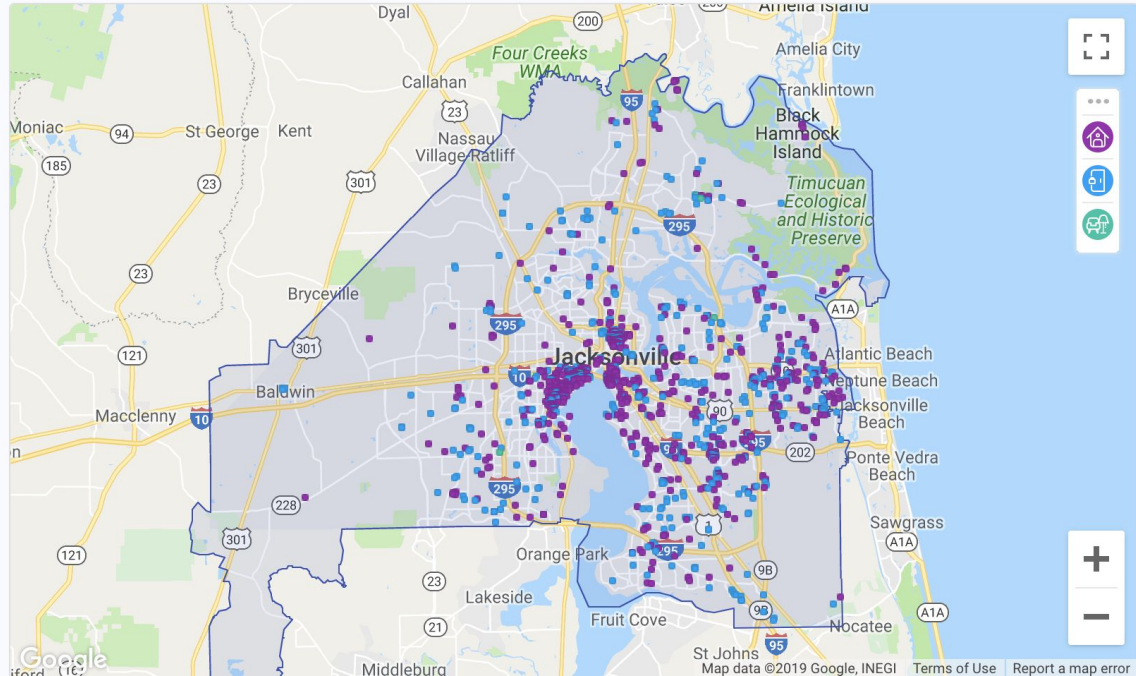 Amelia Island
Dyal
200
Four Creeks
WMA
Amelia City
Callahan
Franklintown
95
23
Black
Hammock
Island
Moniac
94
St George
Kent
Nassau
Village-Ratliff
185
23
301
Timucuan
Ecological
and Historic
Preserve
295
23
Bryceville
A1A
295
301
121
Jacksonville
Atlantic Beach
10
Neptune Beach
Baldwin
90
Jacksonville
Beach
Macclenny
10
95
202
Ponte Vedra
Beach
295
228
Sawgrass
1
301
A1A
121
Orange Park
295
23
9B
Lakeside
9B
A1A
21
Fruit Cove
Nocatee
95
St Johns
Google
Middleburg
Map data ©2019 Google, INEGI
Terms of Use
Report a map error